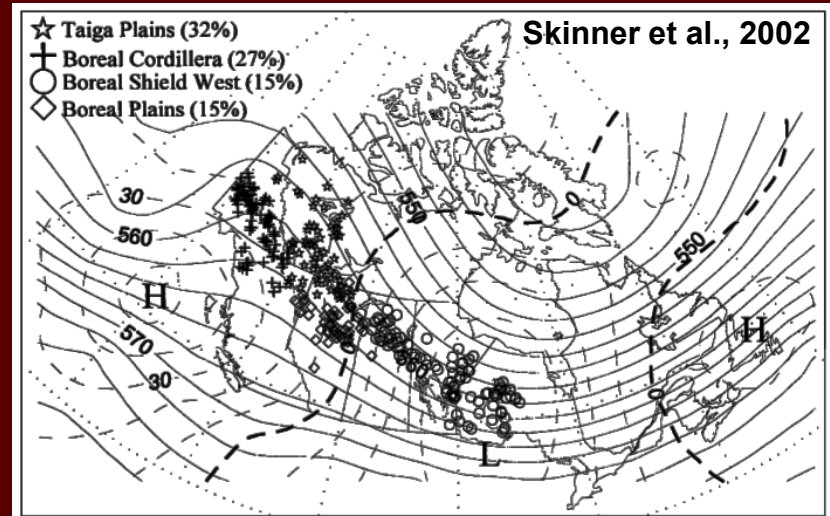 Skinner et al., 2002
Taiga Plains (32%)
Boreal Cordillera (27%)
Boreal Shield West (15%)
Boreal Plains (15%)
30
560
550
0
550
H
570
30
H
0
L